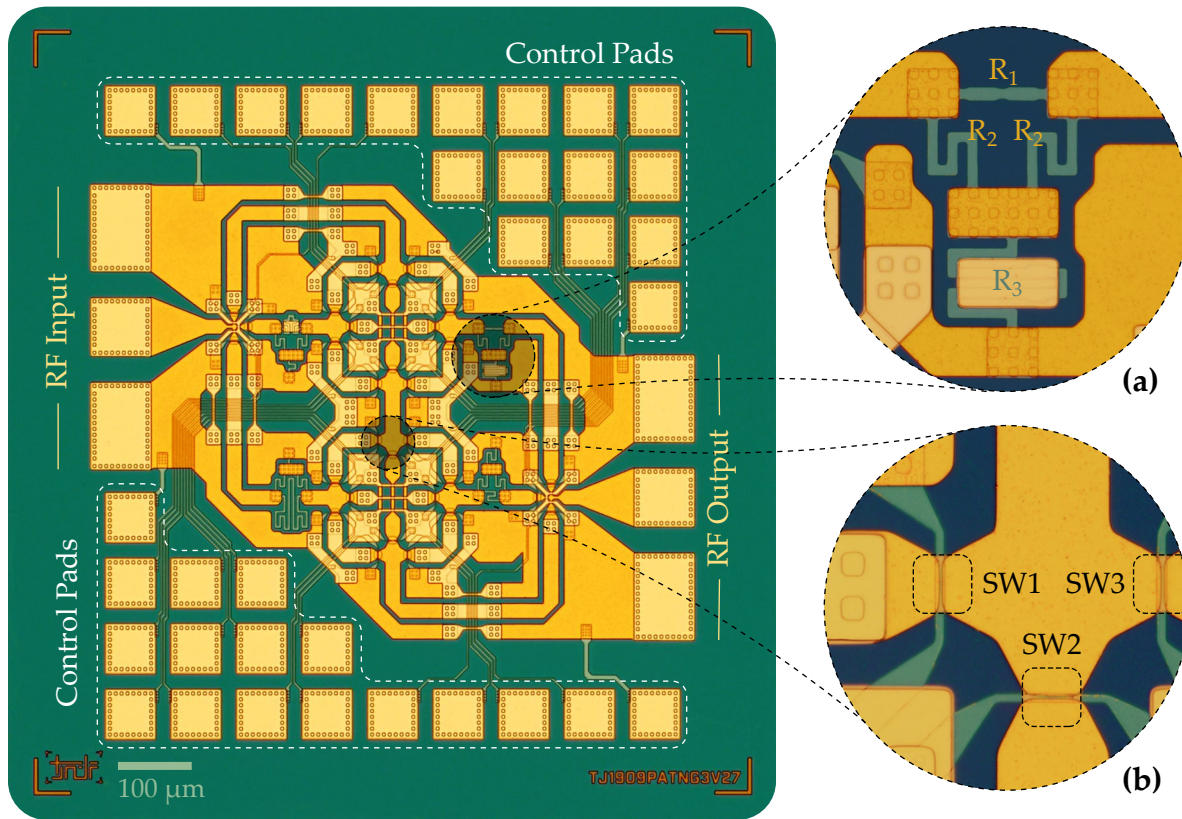 Control Pads
RF Input
RF Output
Control Pads
100 µm
TJ1909PATNG3V27
R1
R2
R2
R3
(a)
SW1
SW3
SW2
(b)